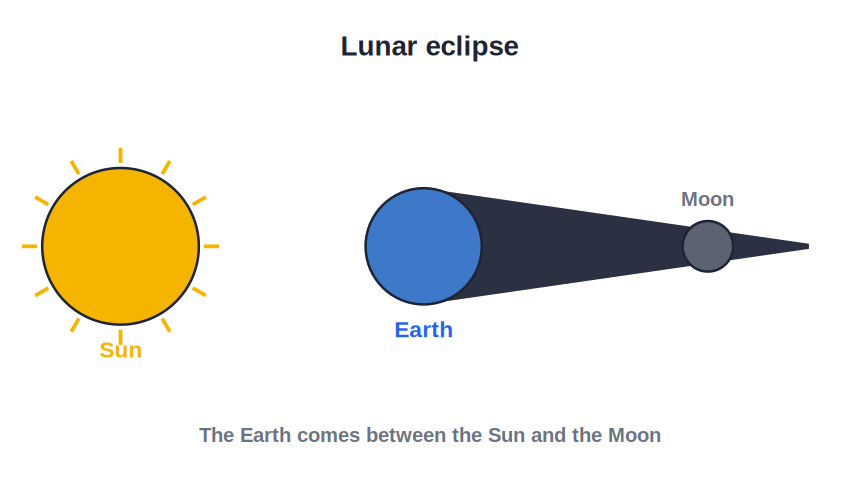 Lunar eclipse
Moon
Earth
Sun
The Earth comes between the Sun and the Moon